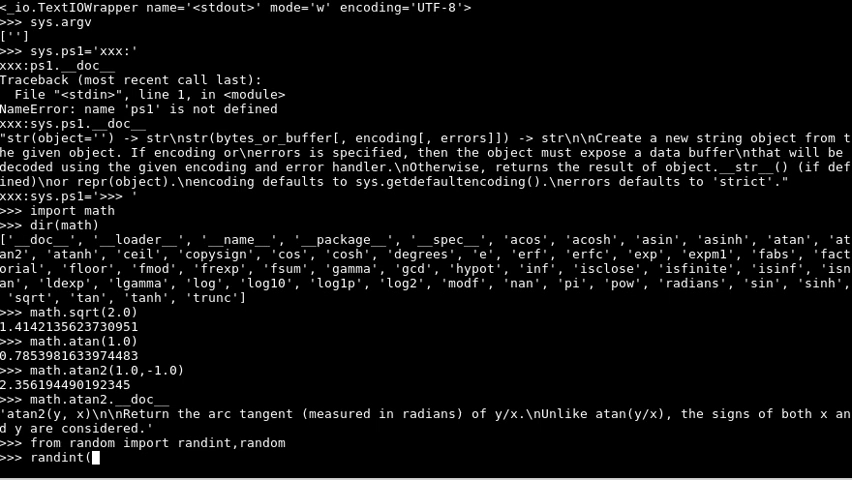 <_io.TextIOWrapper name='<stdout>' mode='w' encoding='UTF-8'>
>>> sys.argv
['']
>>> sys.ps1='xxx:'
xxx:ps1.__doc__
Traceback (most recent call last):
  File "<stdin>", line 1, in <module>
NameError: name 'ps1' is not defined
xxx:sys.ps1.__doc__
"str(object='') -> str\nstr(bytes_or_buffer[, encoding[, errors]]) -> str\n\nCreate a new string object from t
he given object. If encoding or\nerrors is specified, then the object must expose a data buffer\nthat will be 
decoded using the given encoding and error handler.\nOtherwise, returns the result of object.__str__() (if def
ined)\nor repr(object).\nencoding defaults to sys.getdefaultencoding().\nerrors defaults to 'strict'."
xxx:sys.ps1='>>> '
>>> import math
>>> dir(math)
['__doc__', '__loader__', '__name__', '__package__', '__spec__', 'acos', 'acosh', 'asin', 'asinh', 'atan', 'at
an2', 'atanh', 'ceil', 'copysign', 'cos', 'cosh', 'degrees', 'e', 'erf', 'erfc', 'exp', 'expm1', 'fabs', 'fact
orial', 'floor', 'fmod', 'frexp', 'fsum', 'gamma', 'gcd', 'hypot', 'inf', 'isclose', 'isfinite', 'isinf', 'isn
an', 'ldexp', 'lgamma', 'log', 'log10', 'log1p', 'log2', 'modf', 'nan', 'pi', 'pow', 'radians', 'sin', 'sinh',
 'sqrt', 'tan', 'tanh', 'trunc']
>>> math.sqrt(2.0)
1.4142135623730951
>>> math.atan(1.0)
0.7853981633974483
>>> math.atan2(1.0,-1.0)
2.356194490192345
>>> math.atan2.__doc__
'atan2(y, x)\n\nReturn the arc tangent (measured in radians) of y/x.\nUnlike atan(y/x), the signs of both x an
d y are considered.'
>>> from random import randint,random
>>> randint(